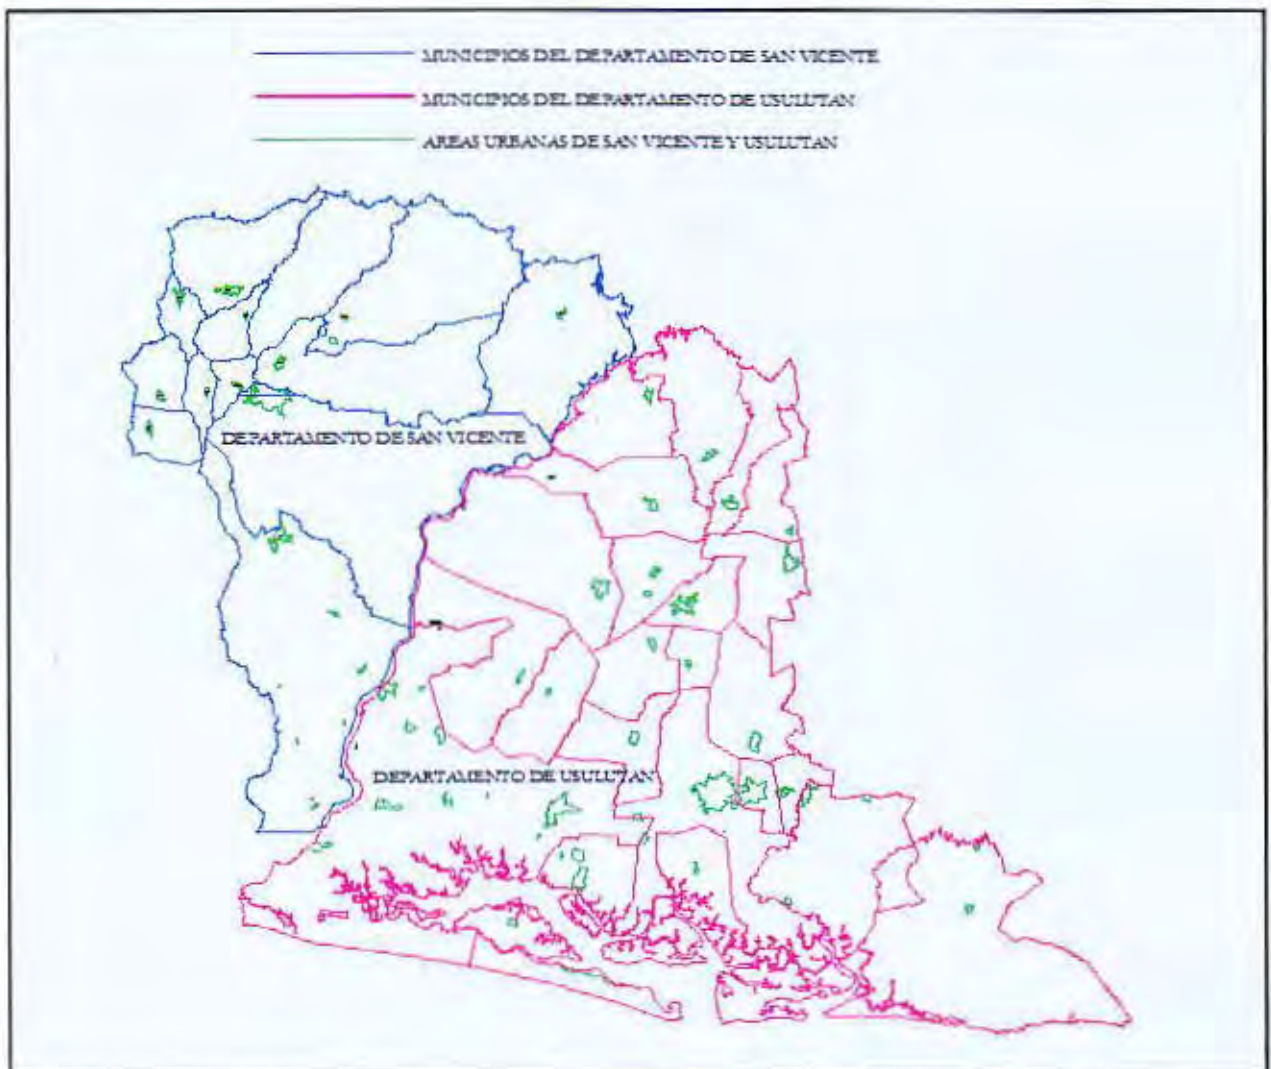 MUNICIPIOS DEL DEPARTAMENTO DE SAN VICENTE
MUNICIPIOS DEL DEPARTAMENTO DE USULUTAN
AREAS URBANAS DE SAN VICENTE Y USULUTAN
DEPARTAMENTO DE SAN VICENTE
DEPARTAMENTO DE USULUTAN